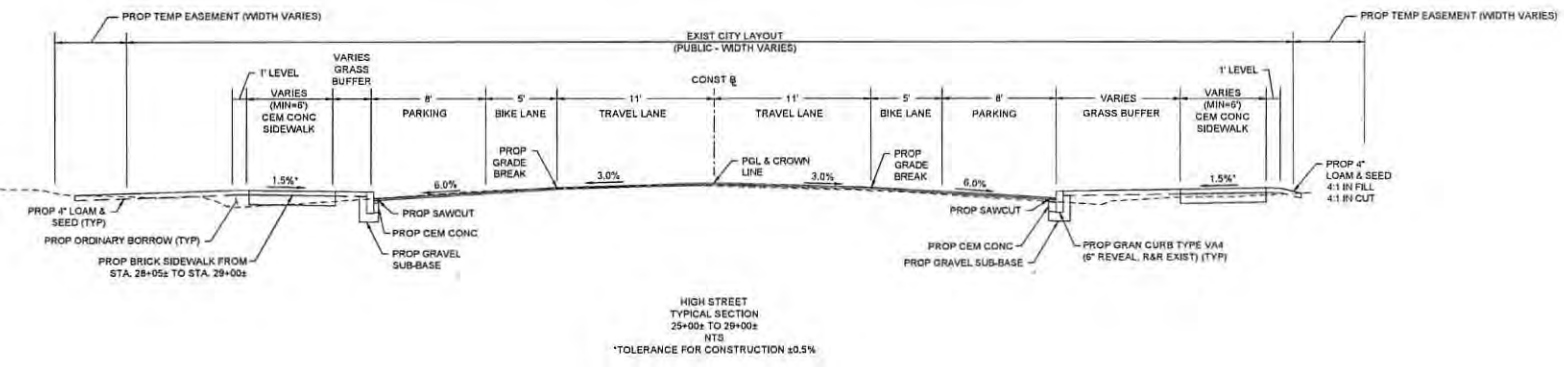 PROP TEMP EASEMENT (WIDTH VARIES)
PROP TEMP EASEMENT (WIDTH VARIES)
EXIST CITY LAYOUT
(PUBLIC - WIDTH VARIES)
1' LEVEL
VARIES
(MIN=6')
CEM CONC
SIDEWALK
VARIES
GRASS
BUFFER
8'
PARKING
5'
BIKE LANE
11'
TRAVEL LANE
CONST BL
11'
TRAVEL LANE
5'
BIKE LANE
8'
PARKING
VARIES
GRASS BUFFER
VARIES
(MIN=6')
CEM CONC
SIDEWALK
1' LEVEL
PROP
GRADE
BREAK
PGL & CROWN
LINE
PROP
GRADE
BREAK
1.5%*
6.0%
3.0%
3.0%
6.0%
1.5%*
PROP 4" LOAM &
SEED (TYP)
PROP ORDINARY BORROW (TYP)
PROP BRICK SIDEWALK FROM
STA. 28+05± TO STA. 29+00±
PROP SAWCUT
PROP CEM CONC
PROP GRAVEL
SUB-BASE
PROP SAWCUT
PROP CEM CONC
PROP GRAVEL SUB-BASE
PROP GRAN CURB TYPE VA4
(6" REVEAL, R&R EXIST) (TYP)
PROP 4"
LOAM & SEED
4:1 IN FILL
4:1 IN CUT
HIGH STREET
TYPICAL SECTION
25+00± TO 29+00±
NTS
*TOLERANCE FOR CONSTRUCTION ±0.5%